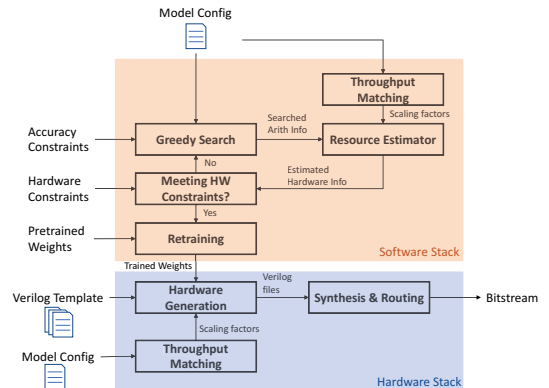 Model Config
Throughput
Matching
Searched
Arith Info
Scaling factors
Accuracy
Constraints
Greedy Search
Resource Estimator
No
Estimated
Hardware Info
Hardware
Constraints
Meeting HW
Constraints?
Yes
Pretrained
Weights
Retraining
Software Stack
Trained Weights
Verilog
files
Verilog Template
Hardware
Generation
Synthesis & Routing
Bitstream
Scaling factors
Model Config
Throughput
Matching
Hardware Stack